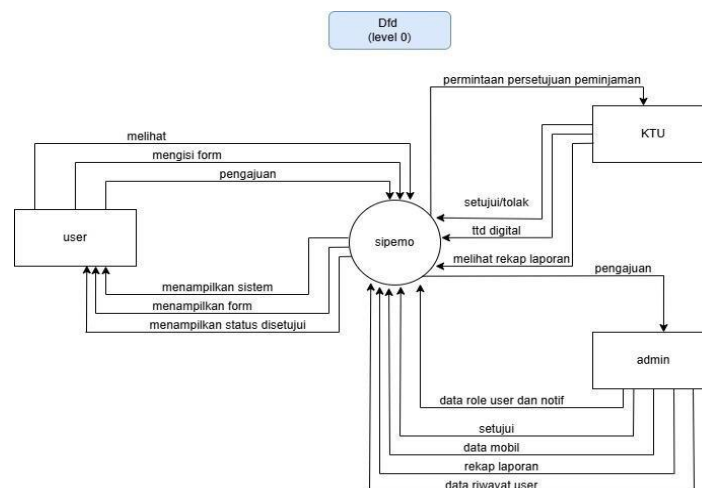 Dfd
(level 0)
permintaan persetujuan peminjaman
KTU
melihat
mengisi form
pengajuan
setujui/tolak
user
sipemo
ttd digital
melihat rekap laporan
pengajuan
menampilkan sistem
menampilkan form
menampilkan status disetujui
admin
data role user dan notif
setujui
data mobil
rekap laporan
data riwayat user